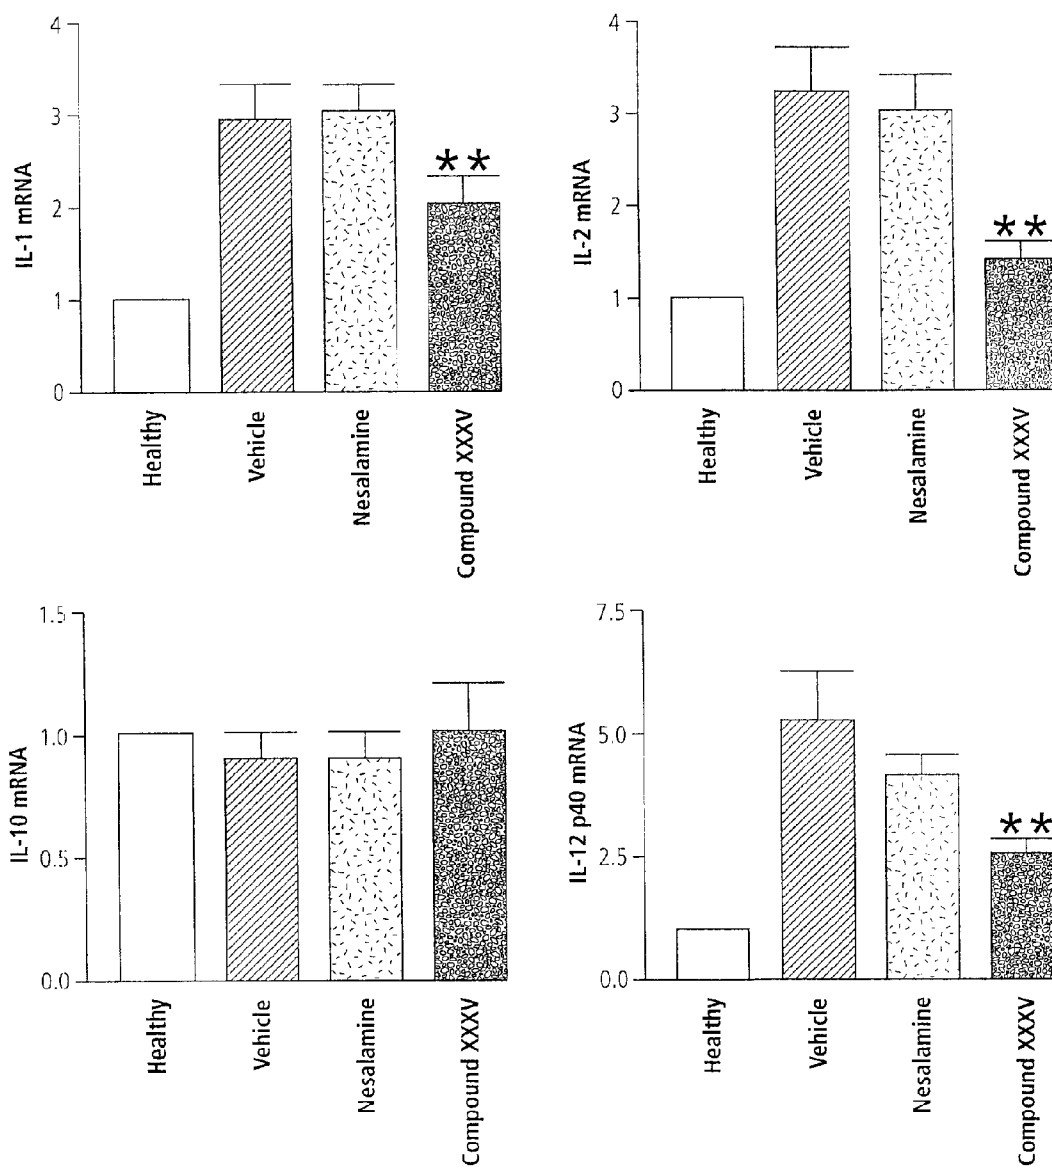 4
3
2
1
0
IL-1 mRNA
**
Healthy
Vehicle
Nesalamine
Compound XXXV
4
3
2
1
0
IL-2 mRNA
**
Healthy
Vehicle
Nesalamine
Compound XXXV
1.5
1.0
0.5
0.0
IL-10 mRNA
Healthy
Vehicle
Nesalamine
Compound XXXV
7.5
5.0
2.5
0.0
IL-12 p40 mRNA
**
Healthy
Vehicle
Nesalamine
Compound XXXV